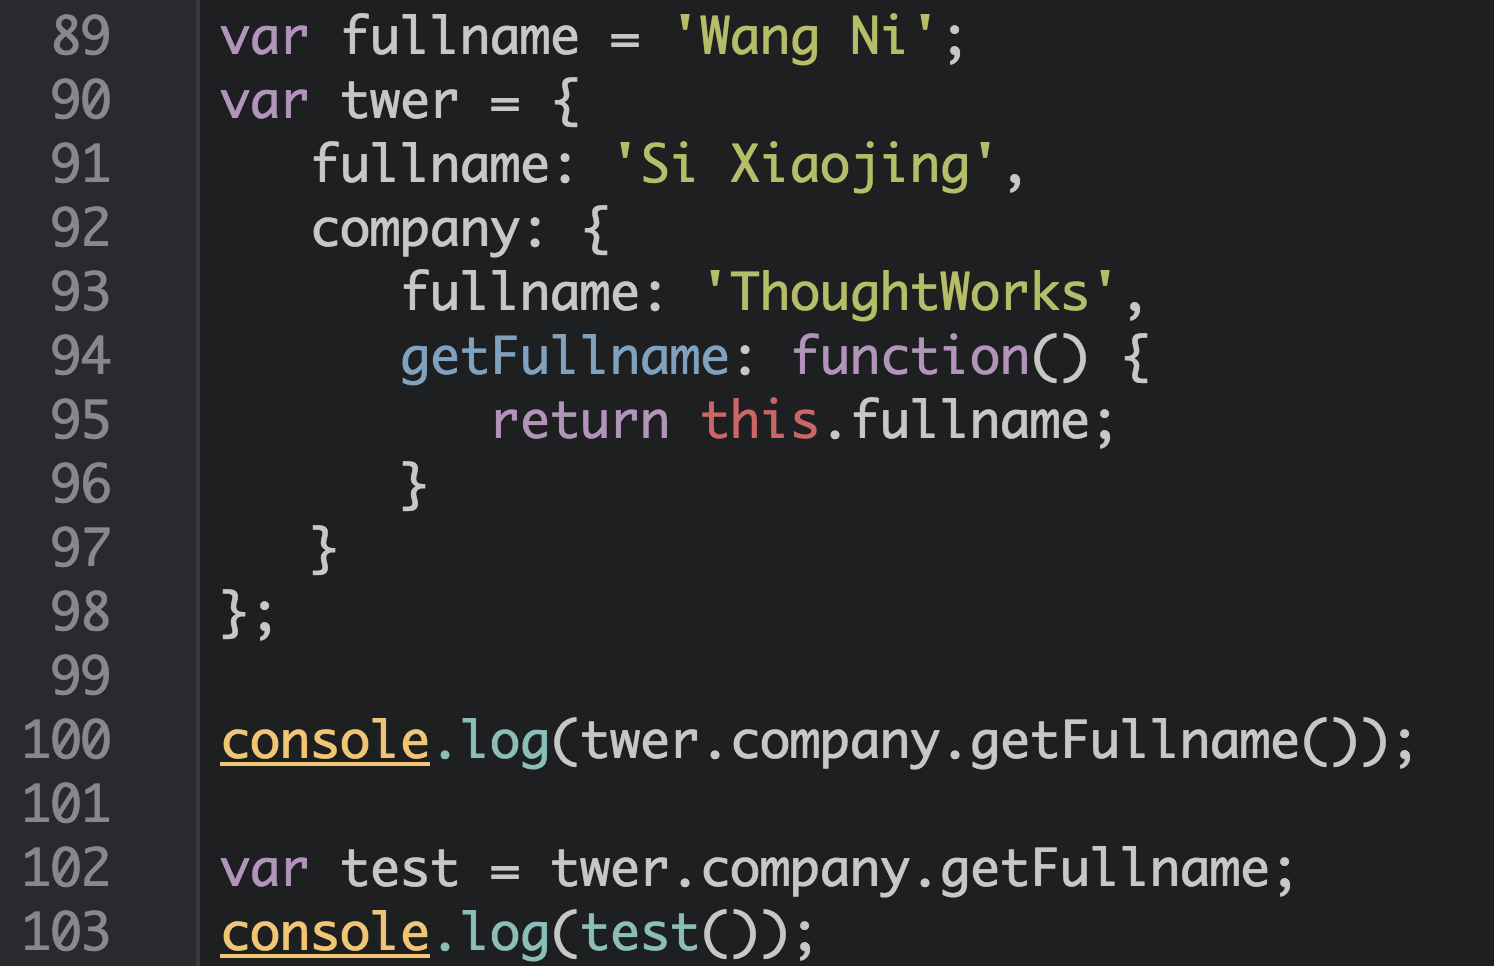 89 var fullname = 'Wang Ni';
90 var twer = {
91    fullname: 'Si Xiaojing',
92    company: {
93       fullname: 'ThoughtWorks',
94       getFullname: function() {
95          return this.fullname;
96       }
97    }
98 };
99
100 console.log(twer.company.getFullname());
101
102 var test = twer.company.getFullname;
103 console.log(test());